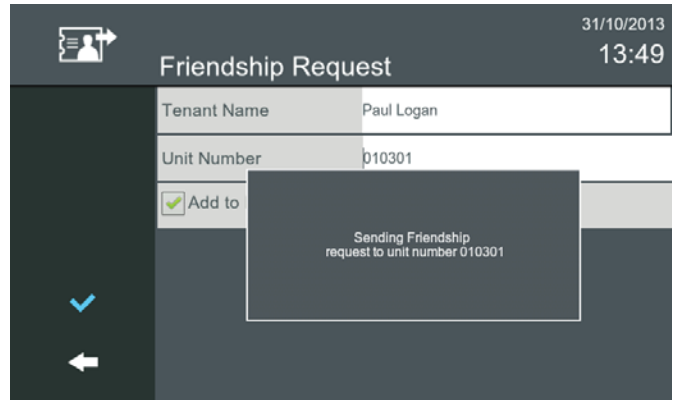 31/10/2013
13:49
Friendship Request
Tenant Name Paul Logan
Unit Number 010301
Add to
Sending Friendship
request to unit number 010301